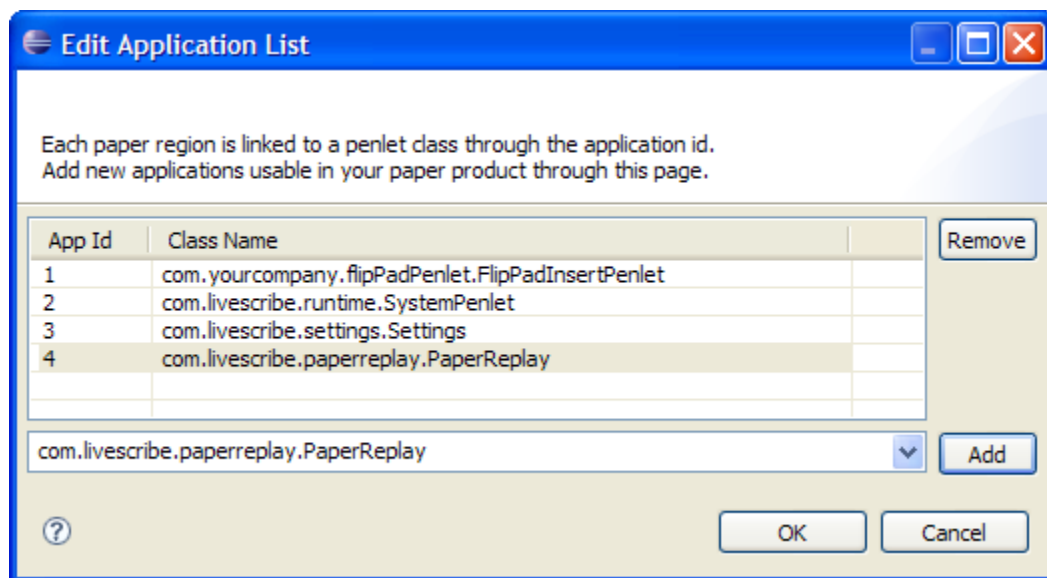 Edit Application List
Each paper region is linked to a penlet class through the application id.
Add new applications usable in your paper product through this page.
App Id Class Name
Remove
1 com.yourcompany.flipPadPenlet.FlipPadInsertPenlet
2 com.livescribe.runtime.SystemPenlet
3 com.livescribe.settings.Settings
4 com.livescribe.paperreplay.PaperReplay
com.livescribe.paperreplay.PaperReplay
Add
?
OK
Cancel